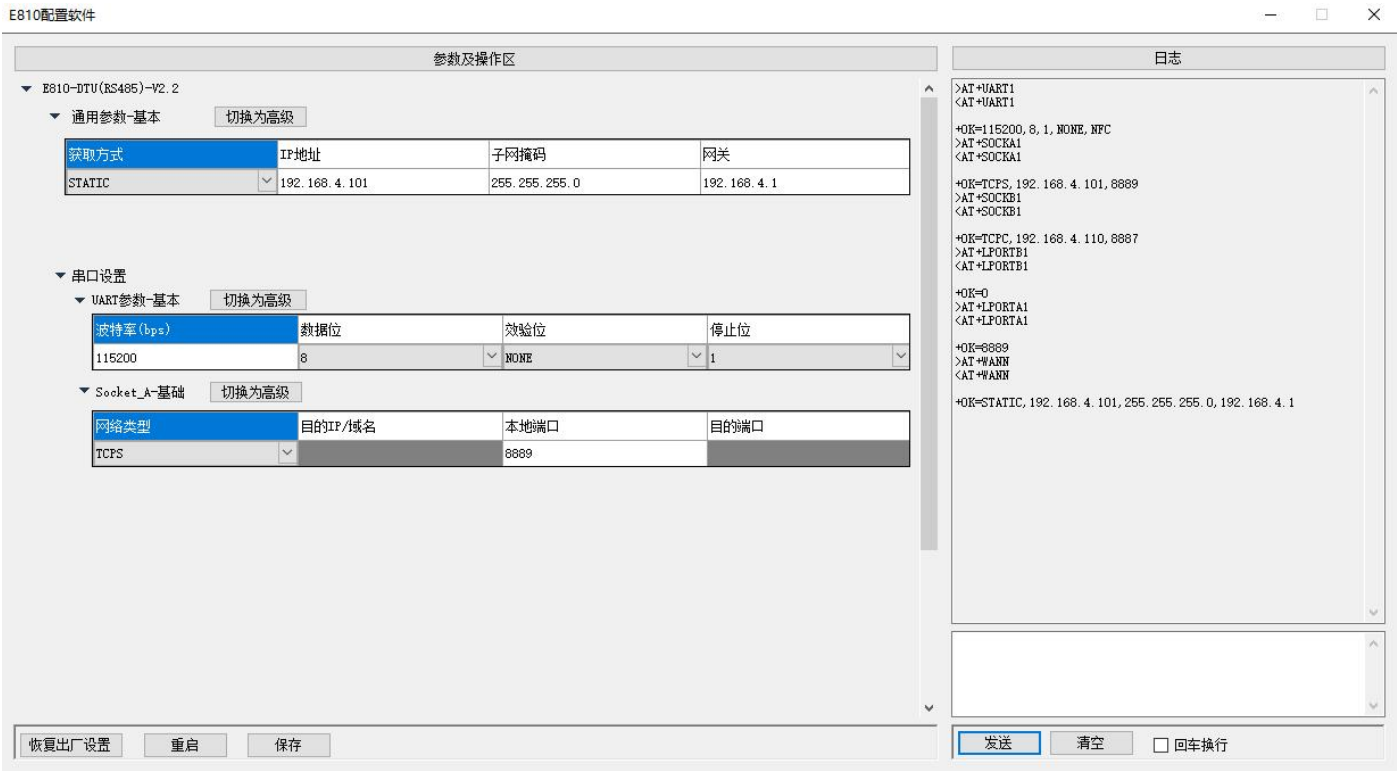 E810配置软件
参数及操作区
E810-DTU(RS485)-V2.2
通用参数-基本 切换为高级
获取方式 IP地址 子网掩码 网关
STATIC 192.168.4.101 255.255.255.0 192.168.4.1
串口设置
UART参数-基本 切换为高级
波特率(bps) 数据位 效验位 停止位
115200 8 NONE 1
Socket_A-基础 切换为高级
网络类型 目的IP/域名 本地端口 目的端口
TCPS 8889
恢复出厂设置 重启 保存
日志
>AT+UART1
<AT+UART1
+OK=115200,8,1,NONE,NFC
>AT+SOCKA1
<AT+SOCKA1
+OK=TCPS,192.168.4.101,8889
>AT+SOCKB1
<AT+SOCKB1
+OK=TCPC,192.168.4.110,8887
>AT+LPORTB1
<AT+LPORTB1
+OK=0
>AT+LPORTA1
<AT+LPORTA1
+OK=8889
>AT+WANN
<AT+WANN
+OK=STATIC,192.168.4.101,255.255.255.0,192.168.4.1
发送 清空 回车换行